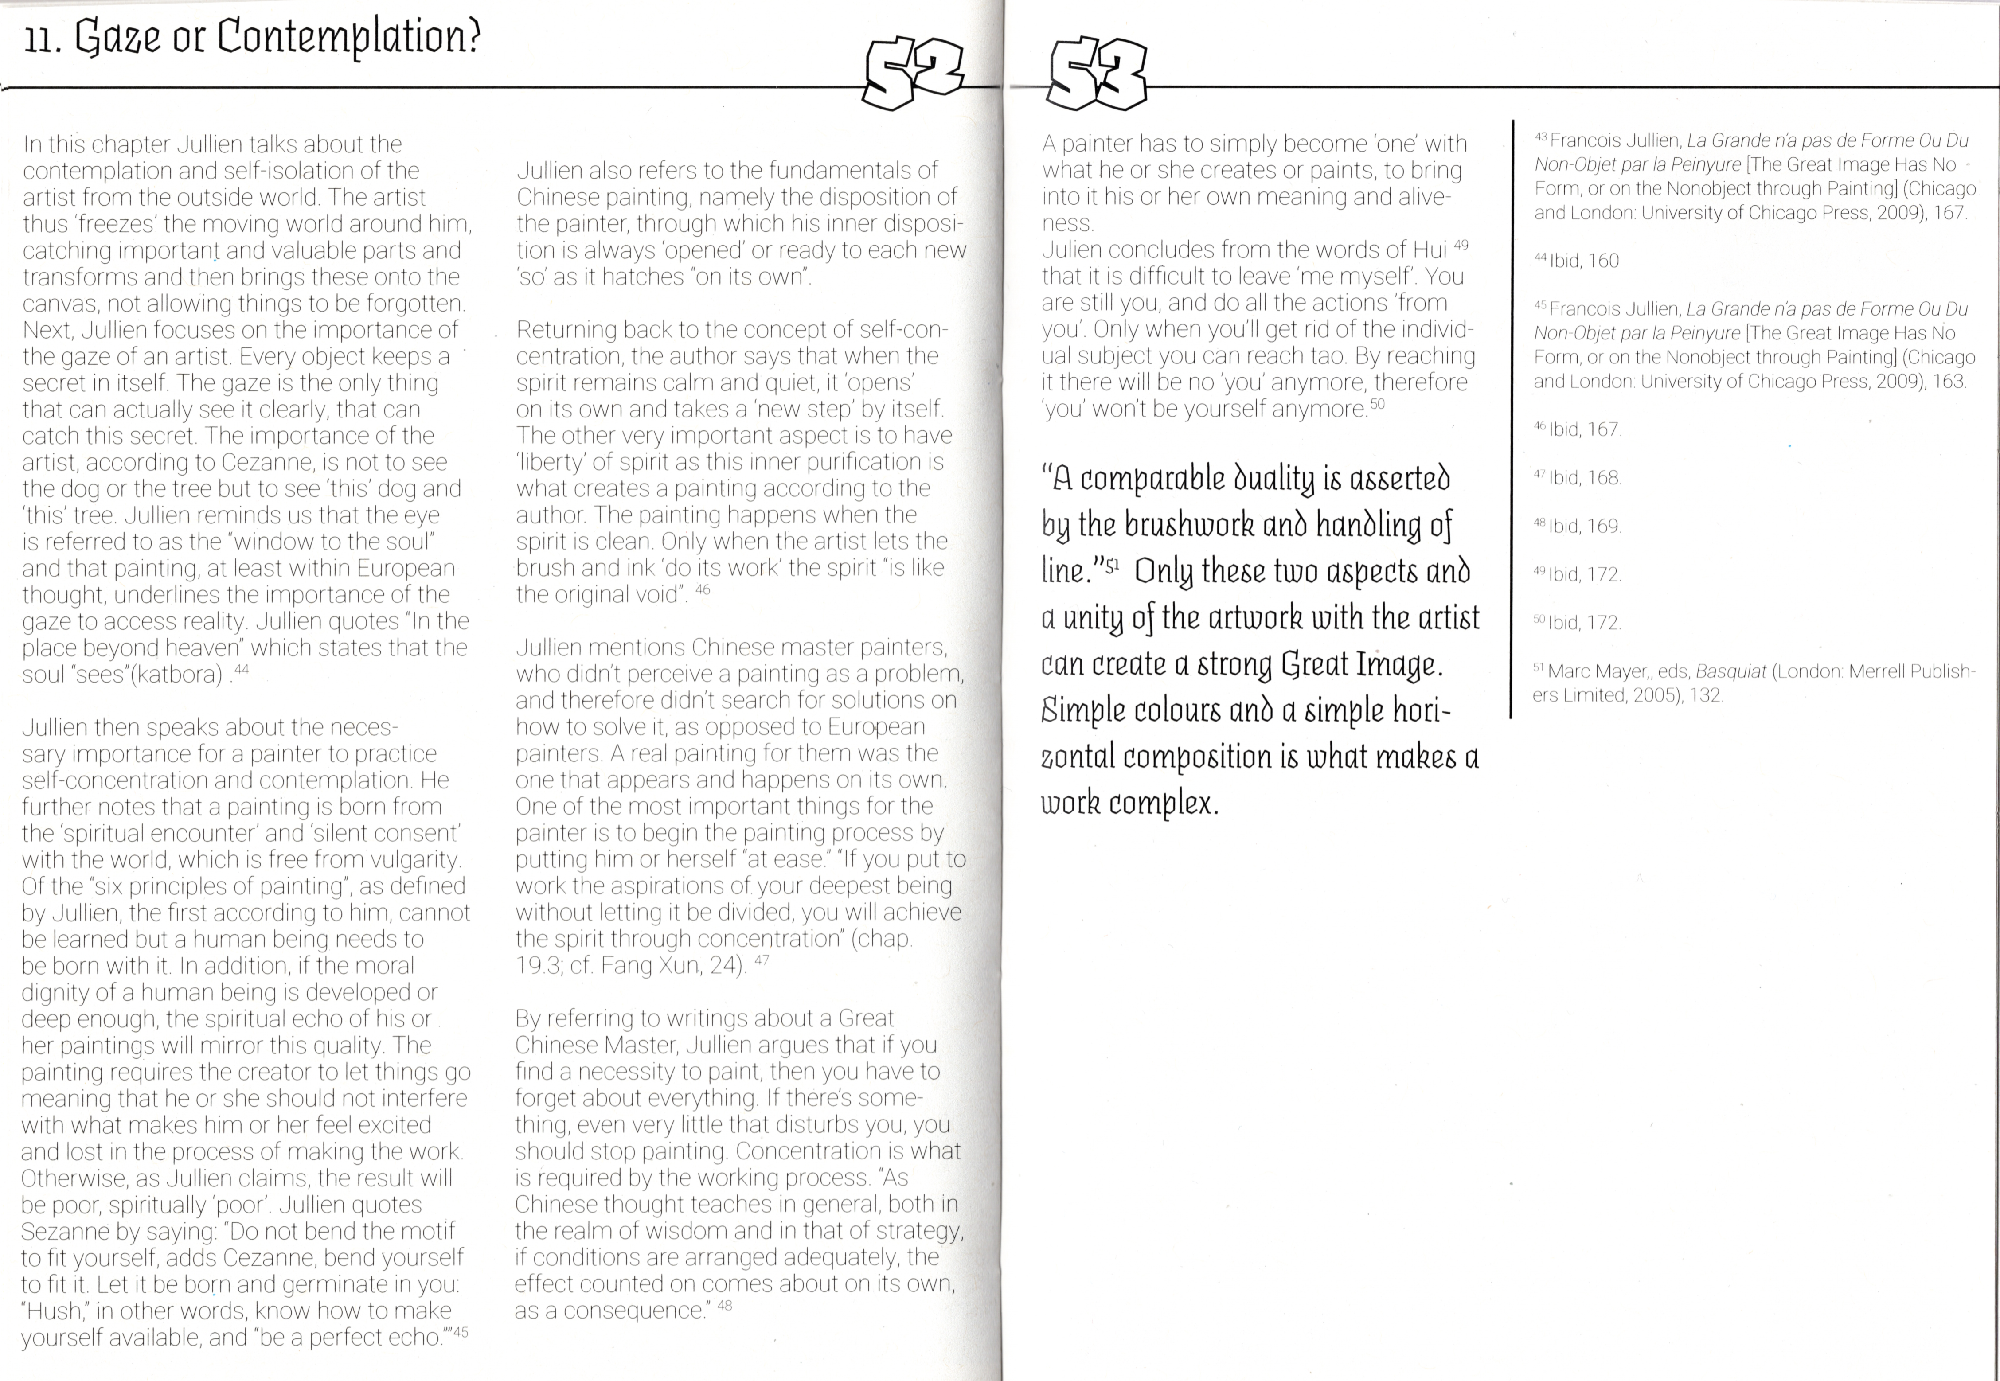 11. Gaze or Contemplation?
52
In this chapter Jullien talks about the
contemplation and self-isolation of the
artist from the outside world. The artist
thus 'freezes' the moving world around him,
catching important and valuable parts and
transforms and then brings these onto the
canvas, not allowing things to be forgotten.
Next, Jullien focuses on the importance of
the gaze of an artist. Every object keeps a
secret in itself. The gaze is the only thing
that can actually see it clearly, that can
catch this secret. The importance of the
artist, according to Cezanne, is not to see
the dog or the tree but to see 'this' dog and
'this' tree. Jullien reminds us that the eye
is referred to as the "window to the soul"
and that painting, at least within European
thought, underlines the importance of the
gaze to access reality. Jullien quotes "In the
place beyond heaven" which states that the
soul "sees"(katbora) .44
Jullien then speaks about the neces-
sary importance for a painter to practice
self-concentration and contemplation. He
further notes that a painting is born from
the 'spiritual encounter' and 'silent consent'
with the world, which is free from vulgarity.
Of the "six principles of painting", as defined
by Jullien, the first according to him, cannot
be learned but a human being needs to
be born with it. In addition, if the moral
dignity of a human being is developed or
deep enough, the spiritual echo of his or
her paintings will mirror this quality. The
painting requires the creator to let things go
meaning that he or she should not interfere
with what makes him or her feel excited
and lost in the process of making the work.
Otherwise, as Jullien claims, the result will
be poor, spiritually 'poor'. Jullien quotes
Sezanne by saying: "Do not bend the motif
to fit yourself, adds Cezanne, bend yourself
to fit it. Let it be born and germinate in you:
"Hush," in other words, know how to make
yourself available, and "be a perfect echo.""45
Jullien also refers to the fundamentals of
Chinese painting, namely the disposition of
the painter, through which his inner disposi-
tion is always 'opened' or ready to each new
'so' as it hatches "on its own".
Returning back to the concept of self-con-
centration, the author says that when the
spirit remains calm and quiet, it 'opens'
on its own and takes a 'new step' by itself.
The other very important aspect is to have
'liberty' of spirit as this inner purification is
what creates a painting according to the
author. The painting happens when the
spirit is clean. Only when the artist lets the
brush and ink 'do its work' the spirit "is like
the original void". 46
Jullien mentions Chinese master painters,
who didn't perceive a painting as a problem,
and therefore didn't search for solutions on
how to solve it, as opposed to European
painters. A real painting for them was the
one that appears and happens on its own.
One of the most important things for the
painter is to begin the painting process by
putting him or herself "at ease." "If you put to
work the aspirations of your deepest being
without letting it be divided, you will achieve
the spirit through concentration" (chap.
19.3; cf. Fang Xun, 24). 47
By referring to writings about a Great
Chinese Master, Jullien argues that if you
find a necessity to paint, then you have to
forget about everything. If there's some-
thing, even very little that disturbs you, you
should stop painting. Concentration is what
is required by the working process. "As
Chinese thought teaches in general, both in
the realm of wisdom and in that of strategy,
if conditions are arranged adequately, the
effect counted on comes about on its own,
as a consequence." 48
53
A painter has to simply become 'one' with
what he or she creates or paints, to bring
into it his or her own meaning and alive-
ness.
Julien concludes from the words of Hui 49
that it is difficult to leave 'me myself'. You
are still you, and do all the actions 'from
you'. Only when you'll get rid of the individ-
ual subject you can reach tao. By reaching
it there will be no 'you' anymore, therefore
'you' won't be yourself anymore.50
"A comparable duality is asserted
by the brushwork and handling of
line."51 Only these two aspects and
a unity of the artwork with the artist
can create a strong Great Image.
Simple colours and a simple hori-
zontal composition is what makes a
work complex.
43 Francois Jullien, La Grande n'a pas de Forme Ou Du
Non-Objet par la Peinyure [The Great Image Has No
Form, or on the Nonobject through Painting] (Chicago
and London: University of Chicago Press, 2009), 167.
44 Ibid, 160
45 Francois Jullien, La Grande n'a pas de Forme Ou Du
Non-Objet par la Peinyure [The Great Image Has No
Form, or on the Nonobject through Painting] (Chicago
and London: University of Chicago Press, 2009), 163.
46 Ibid, 167.
47 Ibid, 168.
48 Ibid, 169.
49 Ibid, 172.
50 Ibid, 172.
51 Marc Mayer,, eds, Basquiat (London: Merrell Publish-
ers Limited, 2005), 132.